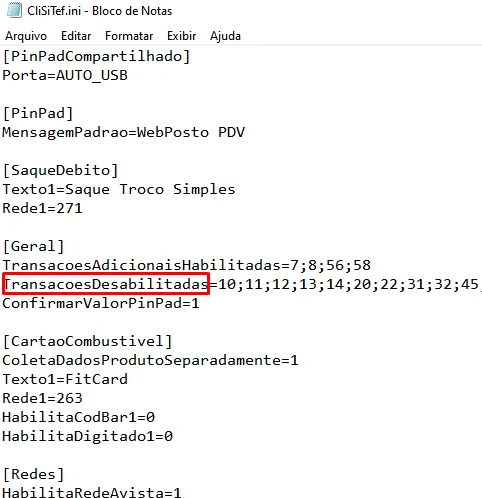 CliSiTef.ini - Bloco de Notas
Arquivo Editar Formatar Exibir Ajuda
[PinPadCompartilhado]
Porta=AUTO_USB
[PinPad]
MensagemPadrao=WebPosto PDV
[SaqueDebito]
Texto1=Saque Troco Simples
Rede1=271
[Geral]
TransacoesAdicionaisHabilitadas=7;8;56;58
TransacoesDesabilitadas=10;11;12;13;14;20;22;31;32;45,
ConfirmarValorPinPad=1
[CartaoCombustivel]
ColetaDadosProdutoSeparadamente=1
Texto1=FitCard
Rede1=263
HabilitaCodBar1=0
HabilitaDigitado1=0
[Redes]
HabilitaRedeAvista=1